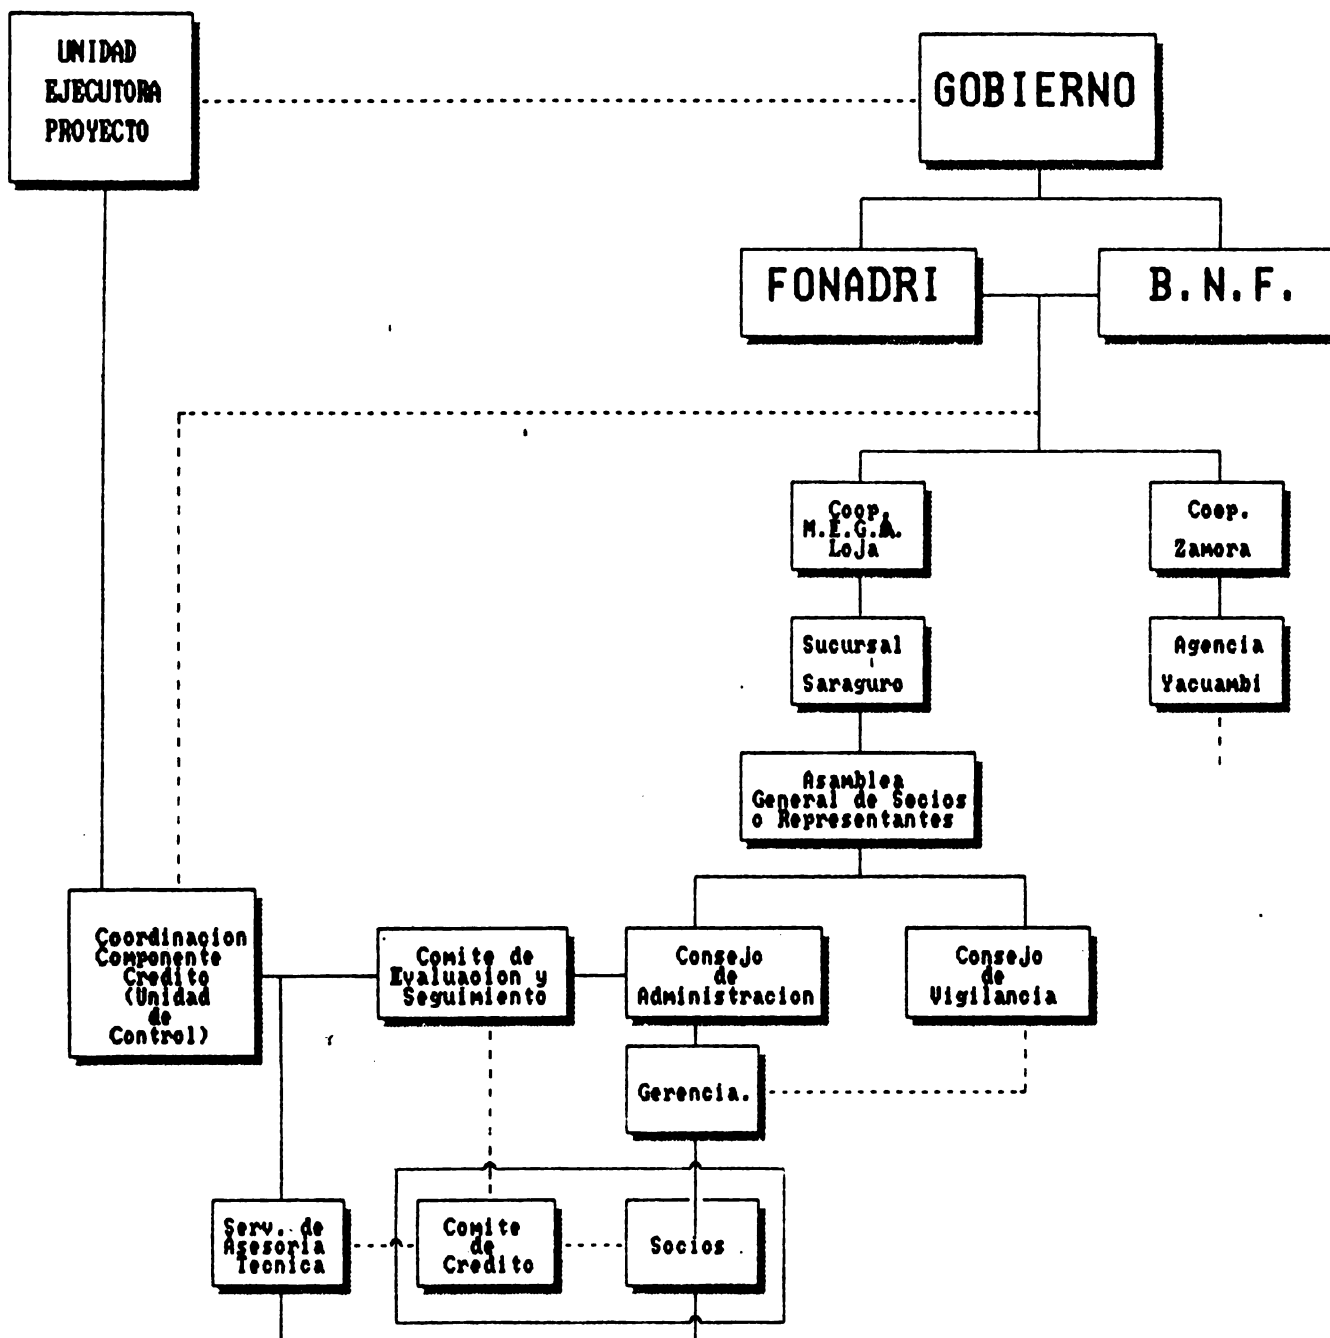 UNIDAD
EJECUTORA
PROYECTO
GOBIERNO
FONADRI
B.N.F.
Coop.
M.E.G.A.
Loja
Coop.
Zamora
Sucursal
Saraguro
Agencia
Yacuambi
Asamblea
General de Socios
o Representantes
Coordinacion
Componente
Credito
(Unidad
de
Control)
Comite de
Evaluacion y
Seguimiento
Consejo
de
Administracion
Consejo
de
Vigilancia
Gerencia.
Serv. de
Asesoria
Tecnica
Comite
de
Credito
Socios